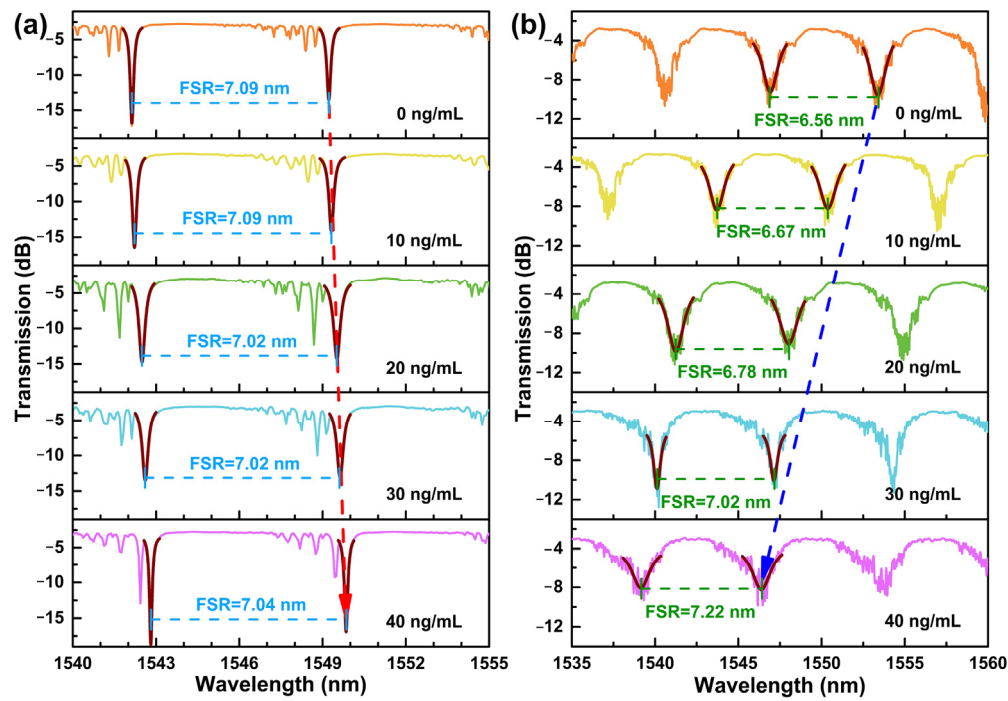 (a)
Transmission (dB)
−5
−10
−15
FSR=7.09 nm
0 ng/mL
−5
−10
−15
FSR=7.09 nm
10 ng/mL
−5
−10
−15
FSR=7.02 nm
20 ng/mL
−5
−10
−15
FSR=7.02 nm
30 ng/mL
−5
−10
−15
FSR=7.04 nm
40 ng/mL
1540 1543 1546 1549 1552 1555
Wavelength (nm)
(b)
Transmission (dB)
−4
−8
−12
FSR=6.56 nm
0 ng/mL
−4
−8
−12
FSR=6.67 nm
10 ng/mL
−4
−8
−12
FSR=6.78 nm
20 ng/mL
−4
−8
−12
FSR=7.02 nm
30 ng/mL
−4
−8
−12
FSR=7.22 nm
40 ng/mL
1535 1540 1545 1550 1555 1560
Wavelength (nm)